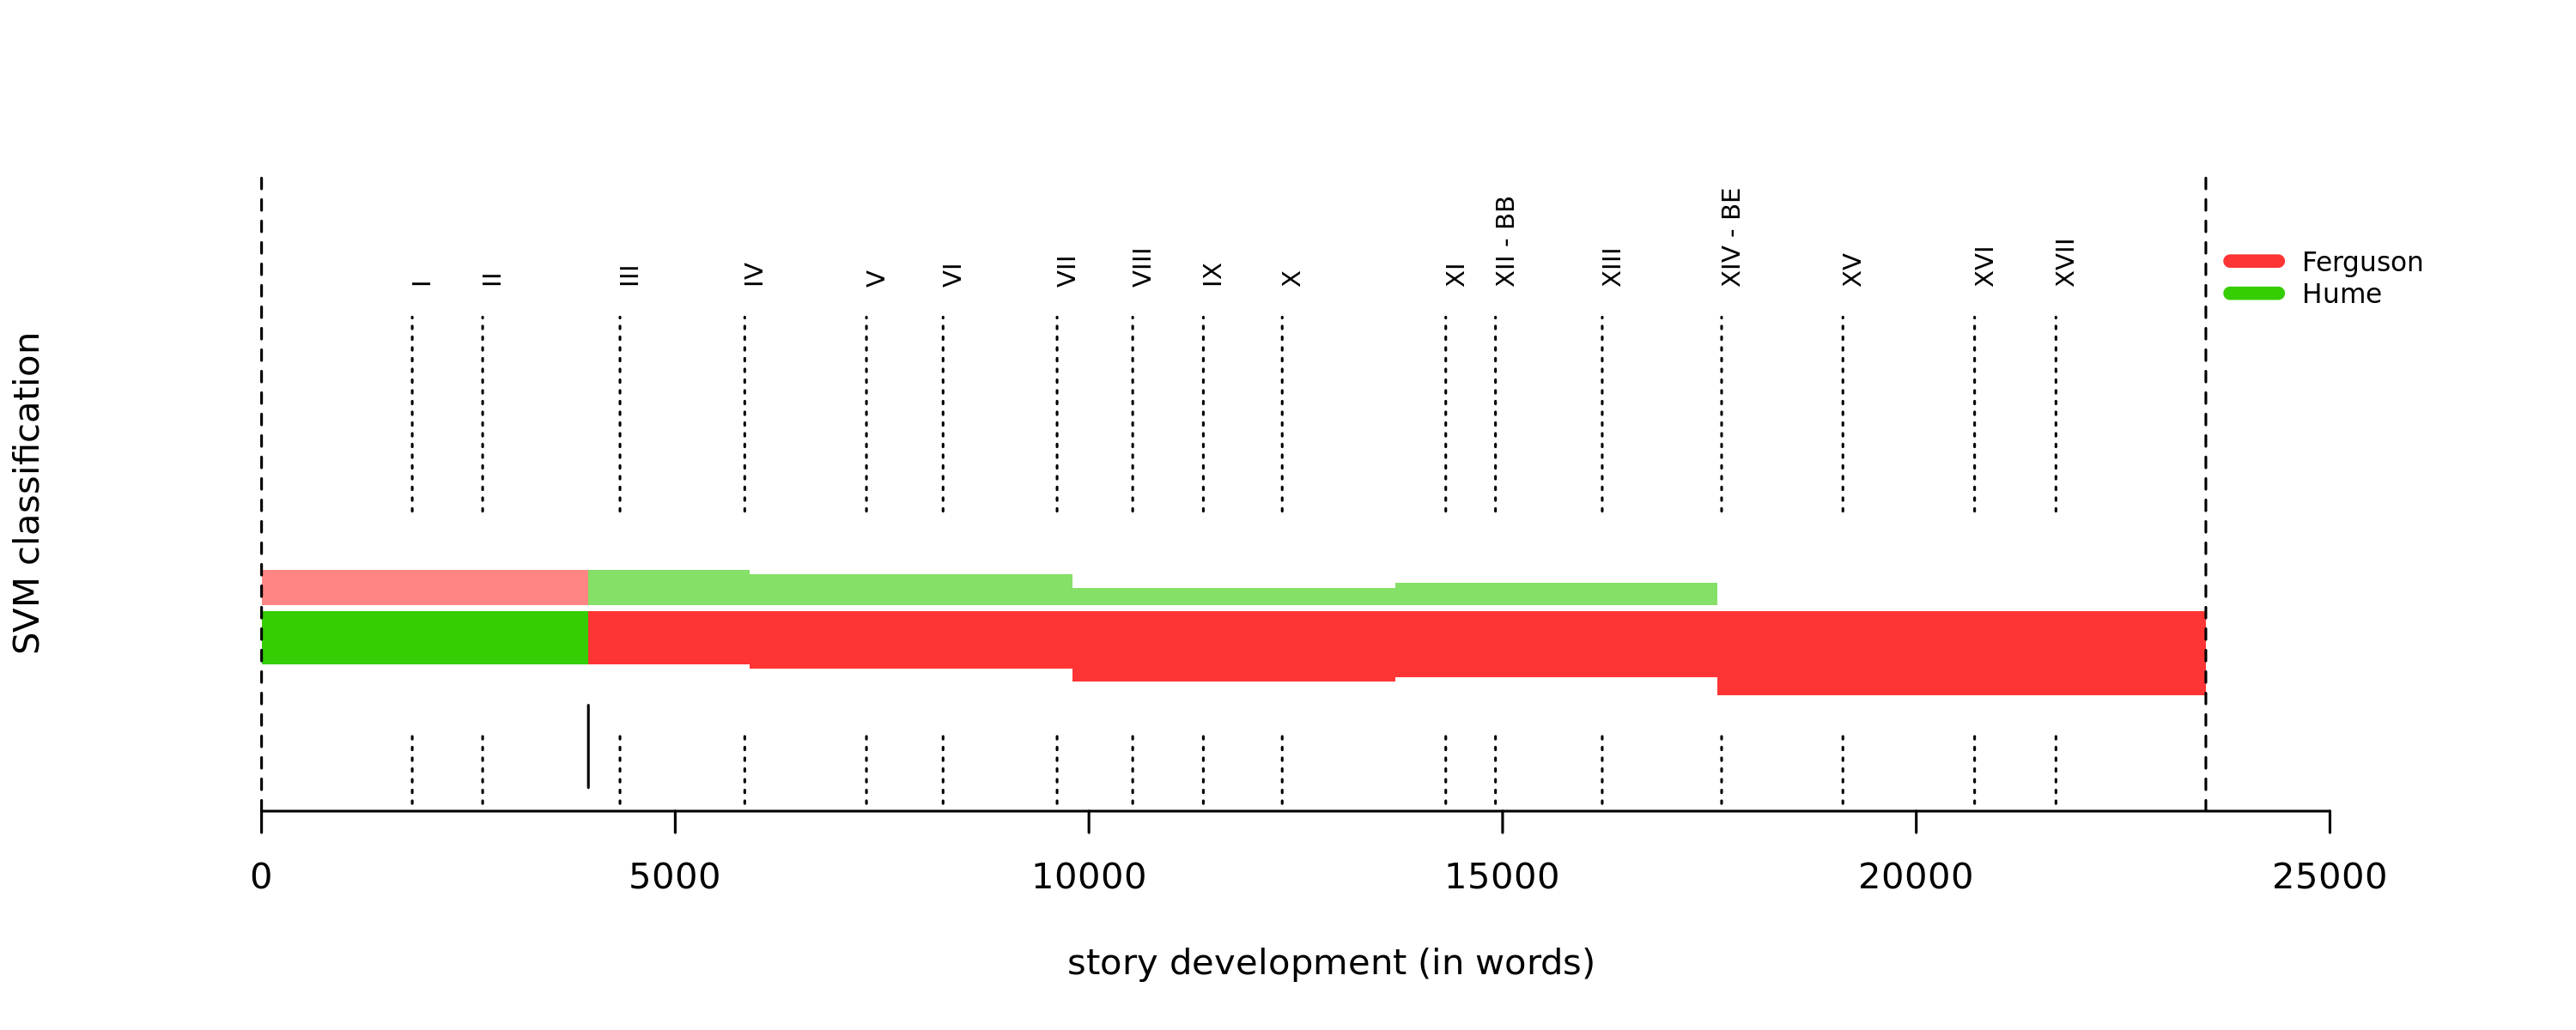 I
II
III
IV
V
VI
VII
VIII
IX
X
XI
XII - BB
XIII
XIV - BE
XV
XVI
XVII
Ferguson
Hume
SVM classification
0
5000
10000
15000
20000
25000
story development (in words)